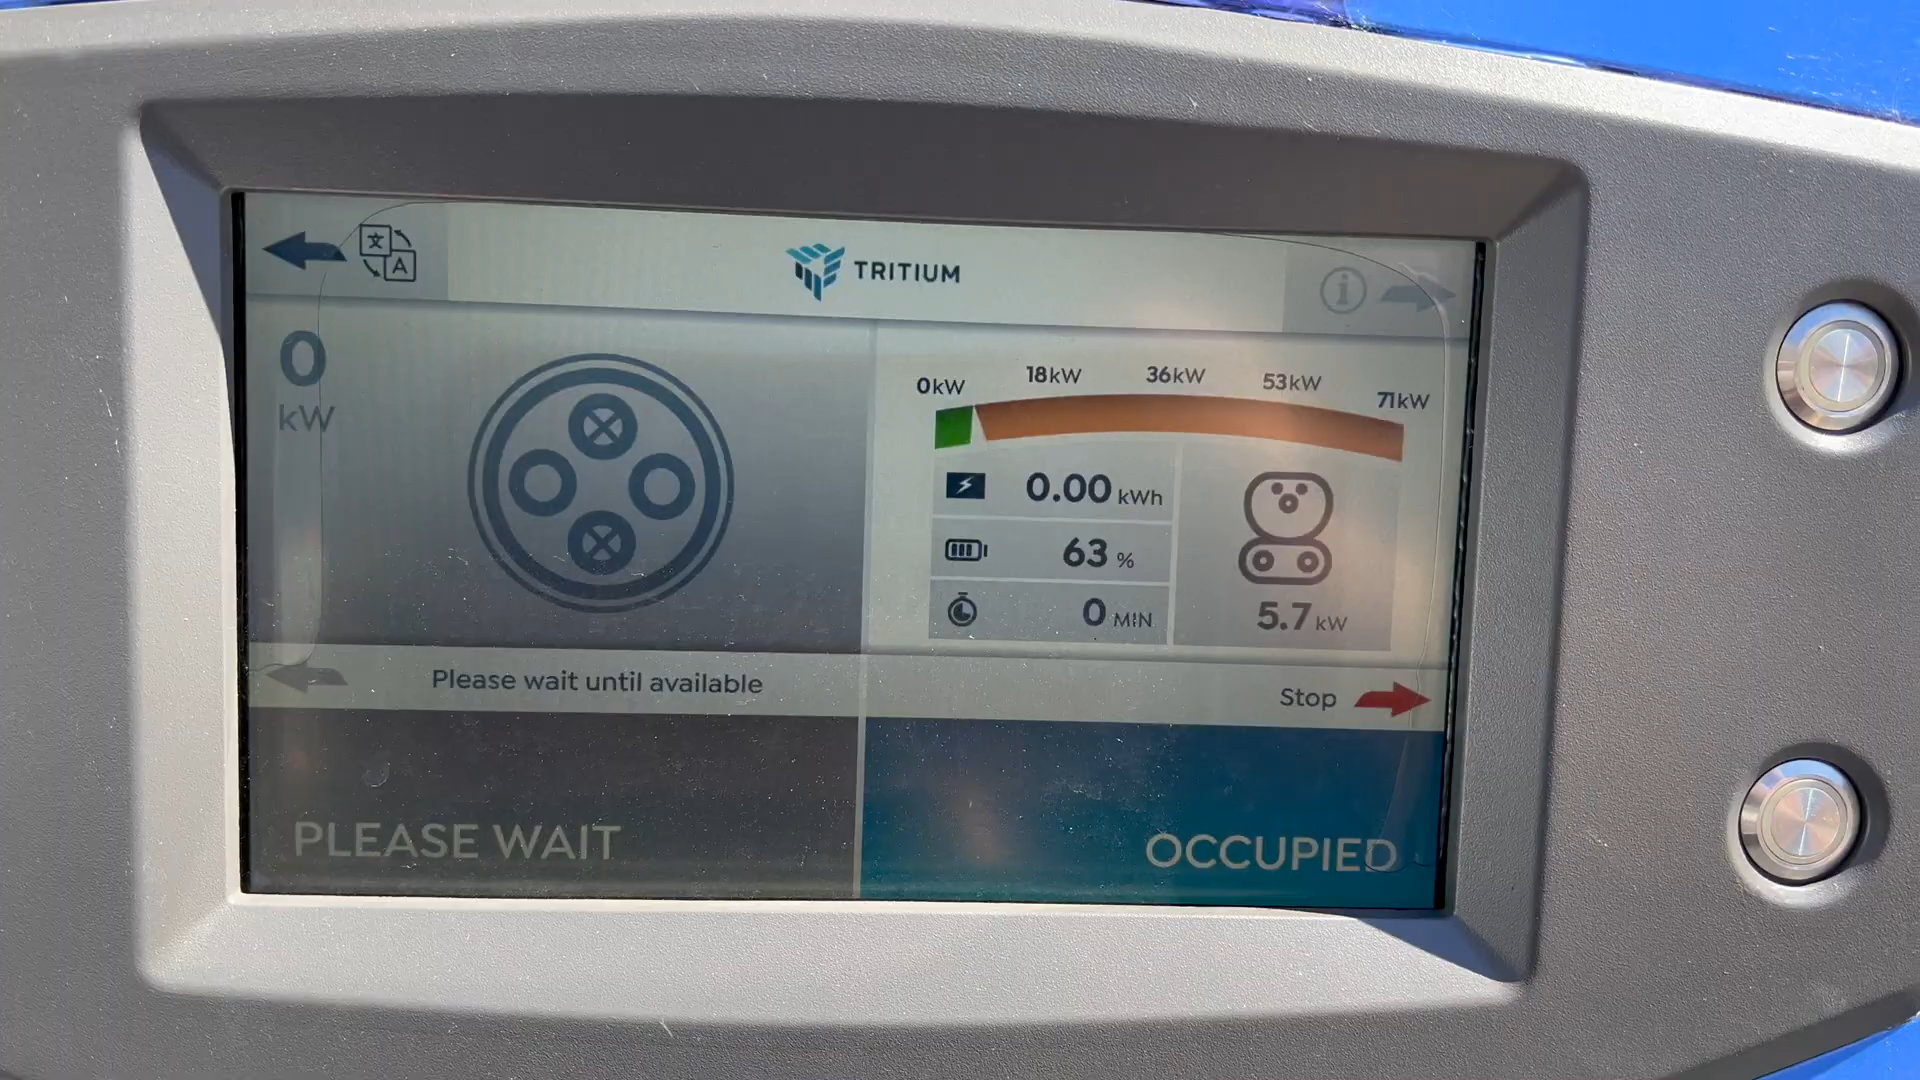 文
A
TRITIUM
i
0
kW
0kW
18kW
36kW
53kW
71kW
0.00 kWh
63 %
0 MIN
5.7 kW
Please wait until available
Stop
PLEASE WAIT
OCCUPIED